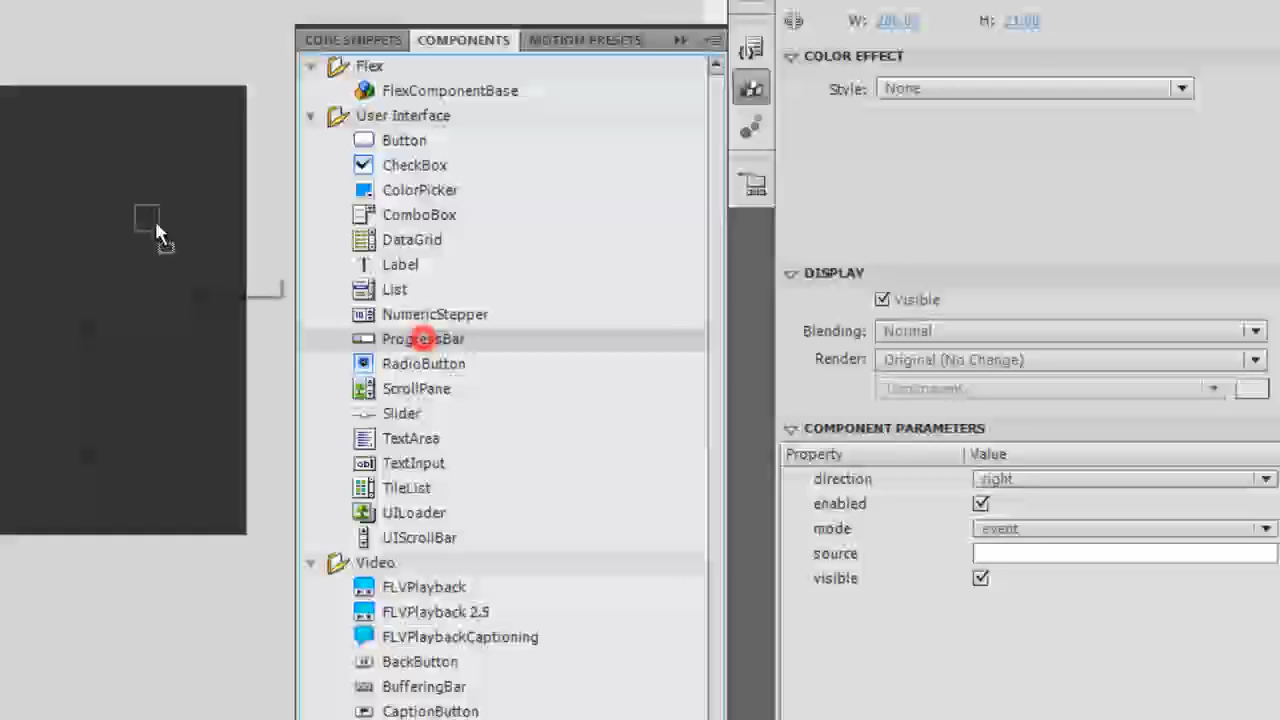 W: H: 21.00
CODE SNIPPETS COMPONENTS MOTION PRESETS
COLOR EFFECT
Flex
Style: None
FlexComponentBase
User Interface
Button
CheckBox
ColorPicker
ComboBox
DataGrid
Label
DISPLAY
List
Visible
NumericStepper
Blending: Normal
ProgressBar
Render: Original (No Change)
RadioButton
ScrollPane
Transparent
Slider
COMPONENT PARAMETERS
TextArea
Property Value
TextInput
direction right
TileList
enabled
UILoader
mode event
UIScrollBar
source
Video
visible
FLVPlayback
FLVPlayback 2.5
FLVPlaybackCaptioning
BackButton
BufferingBar
CaptionButton